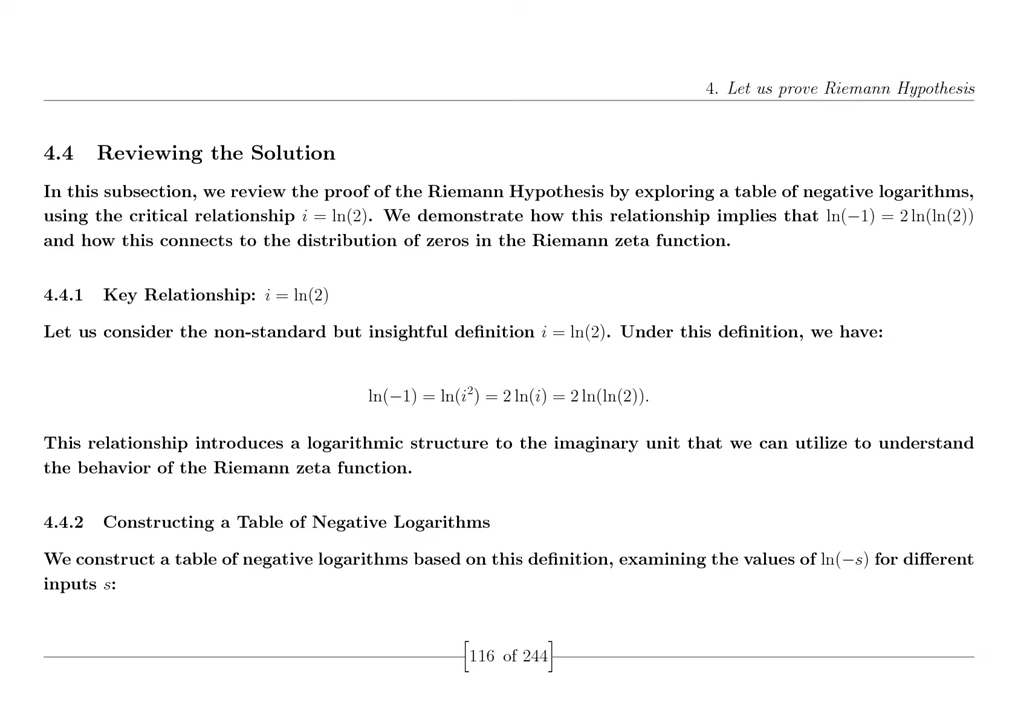 4. Let us prove Riemann Hypothesis
4.4 Reviewing the Solution
In this subsection, we review the proof of the Riemann Hypothesis by exploring a table of negative logarithms,
using the critical relationship i = ln(2). We demonstrate how this relationship implies that ln(−1) = 2 ln(ln(2))
and how this connects to the distribution of zeros in the Riemann zeta function.
4.4.1 Key Relationship: i = ln(2)
Let us consider the non-standard but insightful definition i = ln(2). Under this definition, we have:
ln(−1) = ln(i²) = 2 ln(i) = 2 ln(ln(2)).
This relationship introduces a logarithmic structure to the imaginary unit that we can utilize to understand
the behavior of the Riemann zeta function.
4.4.2 Constructing a Table of Negative Logarithms
We construct a table of negative logarithms based on this definition, examining the values of ln(−s) for different
inputs s:
[116 of 244]